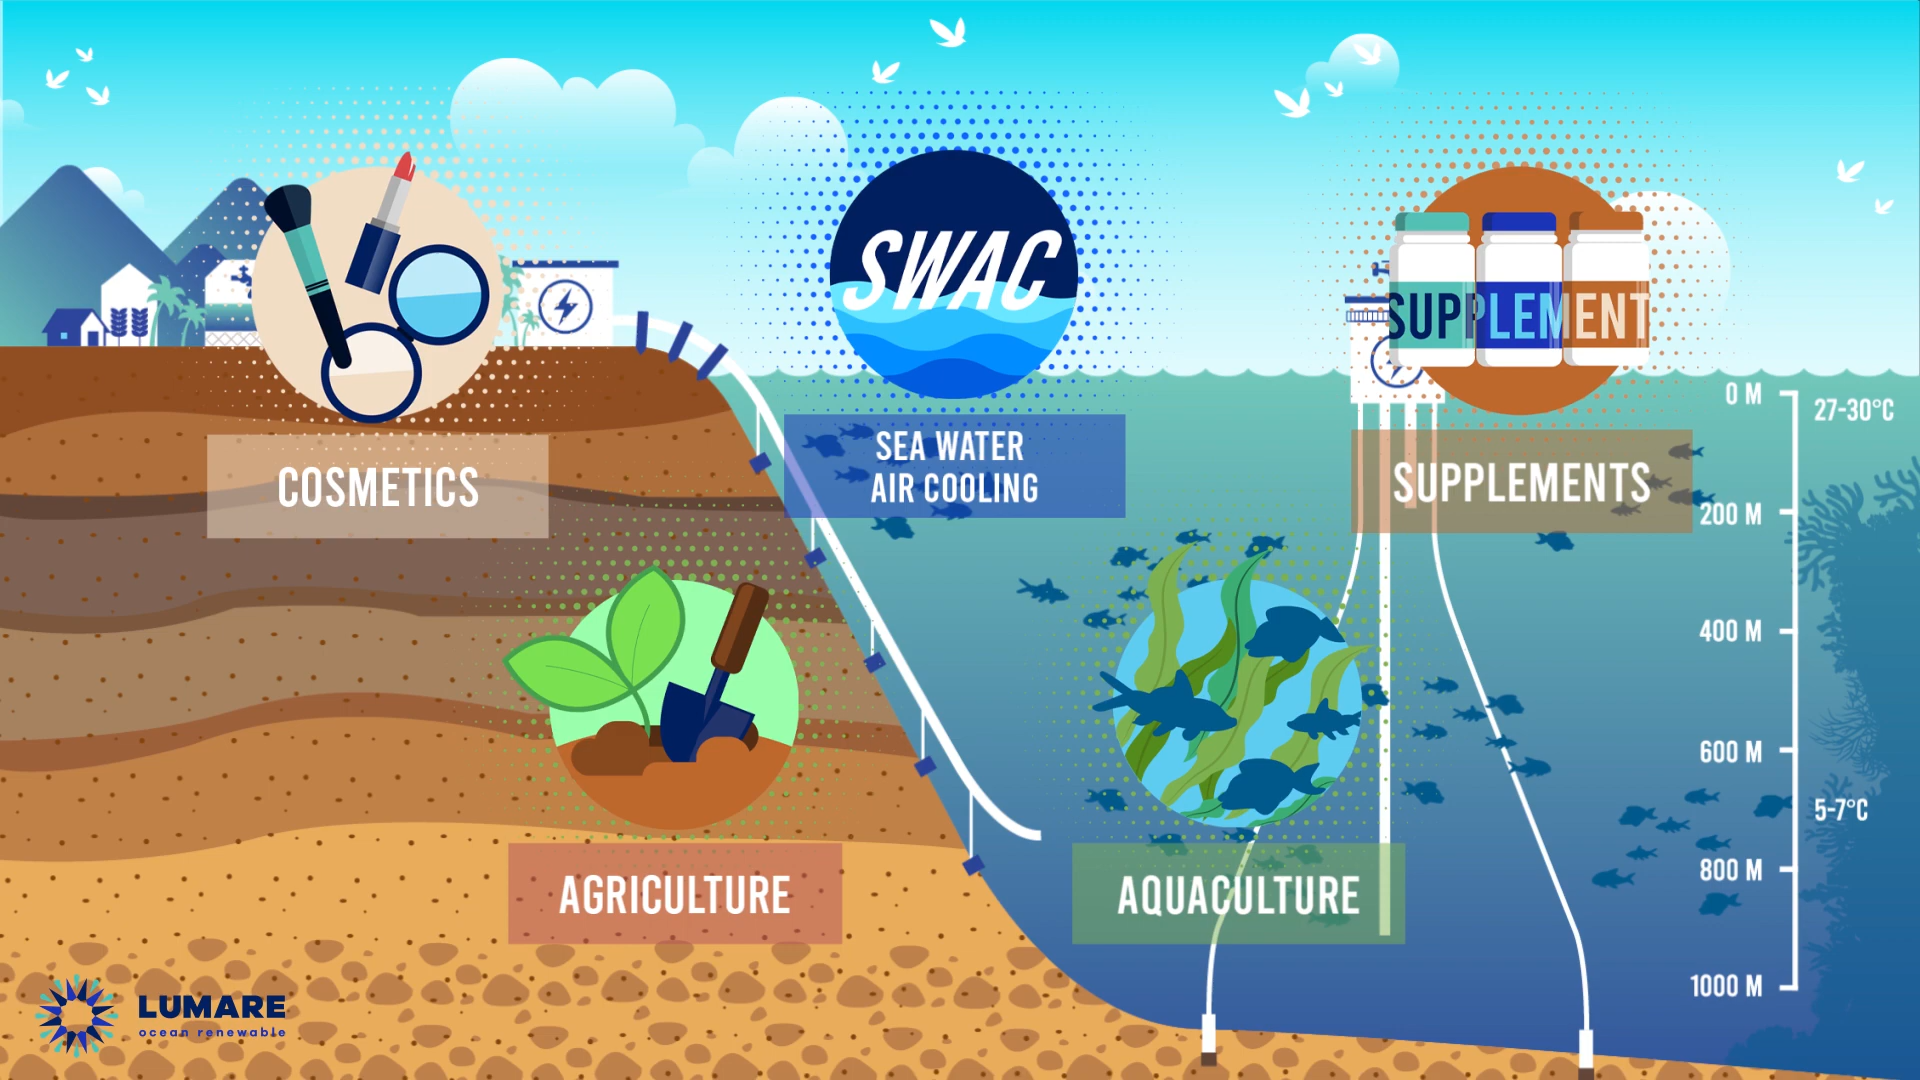 SWAC
SUPPLEMENT
COSMETICS
SEA WATER
AIR COOLING
SUPPLEMENTS
AGRICULTURE
AQUACULTURE
0 M
27-30°C
200 M
400 M
600 M
5-7°C
800 M
1000 M
LUMARE
ocean renewable